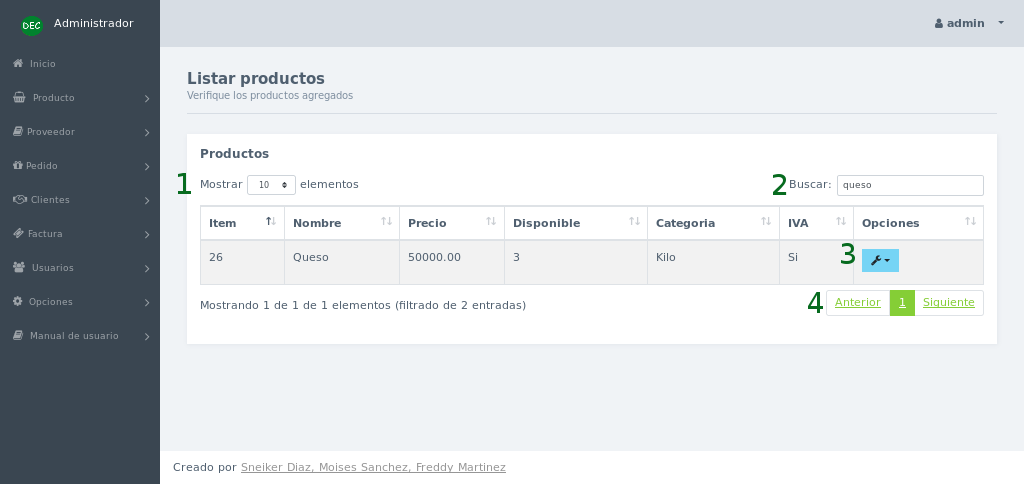 DEC Administrador
admin
Inicio
Producto
Proveedor
Pedido
Clientes
Factura
Usuarios
Opciones
Manual de usuario
Listar productos
Verifique los productos agregados
Productos
1 Mostrar 10 elementos
2 Buscar: queso
Item Nombre Precio Disponible Categoria IVA Opciones
26 Queso 50000.00 3 Kilo Si 3
Mostrando 1 de 1 de 1 elementos (filtrado de 2 entradas)
4 Anterior 1 Siguiente
Creado por Sneiker Diaz, Moises Sanchez, Freddy Martinez